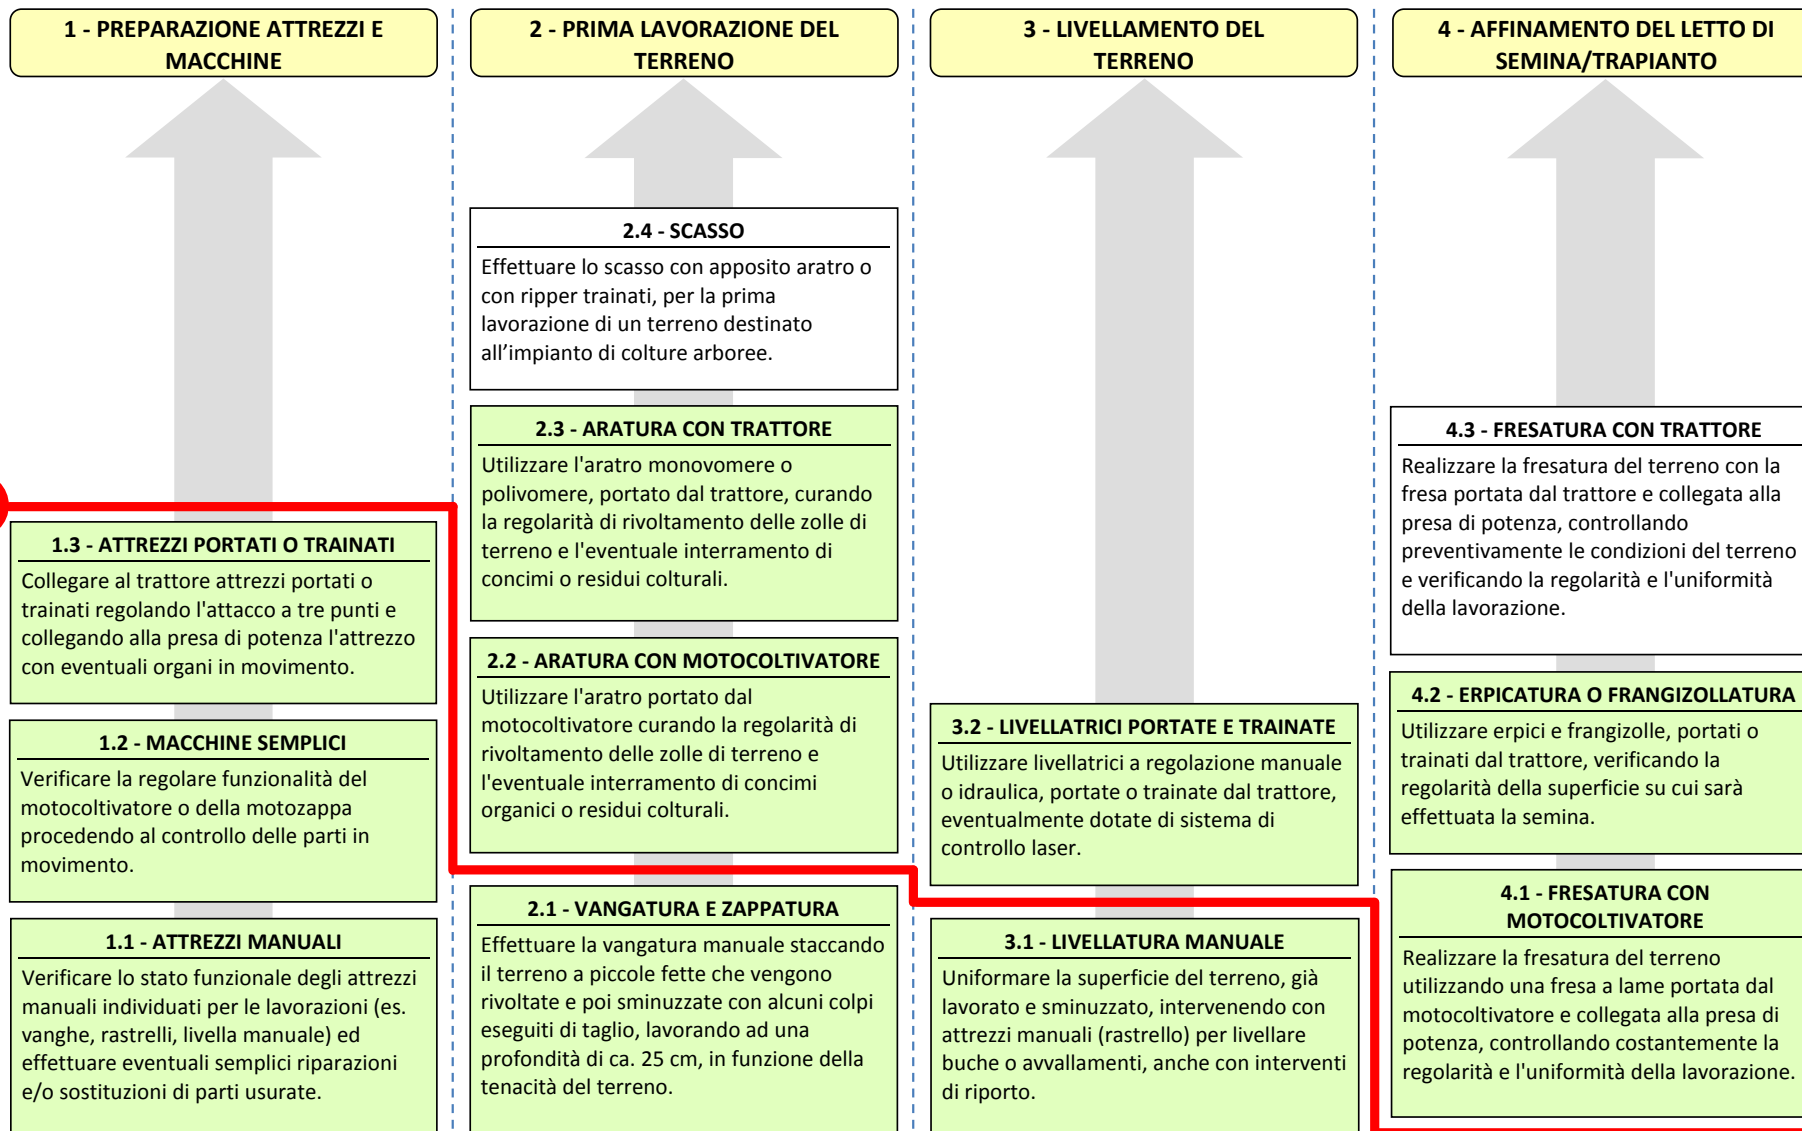 1 - PREPARAZIONE ATTREZZI E
MACCHINE
2 - PRIMA LAVORAZIONE DEL
TERRENO
3 - LIVELLAMENTO DEL
TERRENO
4 - AFFINAMENTO DEL LETTO DI
SEMINA/TRAPIANTO
1.3 - ATTREZZI PORTATI O TRAINATI
Collegare al trattore attrezzi portati o
trainati regolando l'attacco a tre punti e
collegando alla presa di potenza l'attrezzo
con eventuali organi in movimento.
1.2 - MACCHINE SEMPLICI
Verificare la regolare funzionalità del
motocoltivatore o della motozappa
procedendo al controllo delle parti in
movimento.
1.1 - ATTREZZI MANUALI
Verificare lo stato funzionale degli attrezzi
manuali individuati per le lavorazioni (es.
vanghe, rastrelli, livella manuale) ed
effettuare eventuali semplici riparazioni
e/o sostituzioni di parti usurate.
2.4 - SCASSO
Effettuare lo scasso con apposito aratro o
con ripper trainati, per la prima
lavorazione di un terreno destinato
all’impianto di colture arboree.
2.3 - ARATURA CON TRATTORE
Utilizzare l'aratro monovomere o
polivomere, portato dal trattore, curando
la regolarità di rivoltamento delle zolle di
terreno e l'eventuale interramento di
concimi o residui colturali.
2.2 - ARATURA CON MOTOCOLTIVATORE
Utilizzare l'aratro portato dal
motocoltivatore curando la regolarità di
rivoltamento delle zolle di terreno e
l'eventuale interramento di concimi
organici o residui colturali.
2.1 - VANGATURA E ZAPPATURA
Effettuare la vangatura manuale staccando
il terreno a piccole fette che vengono
rivoltate e poi sminuzzate con alcuni colpi
eseguiti di taglio, lavorando ad una
profondità di ca. 25 cm, in funzione della
tenacità del terreno.
3.2 - LIVELLATRICI PORTATE E TRAINATE
Utilizzare livellatrici a regolazione manuale
o idraulica, portate o trainate dal trattore,
eventualmente dotate di sistema di
controllo laser.
3.1 - LIVELLATURA MANUALE
Uniformare la superficie del terreno, già
lavorato e sminuzzato, intervenendo con
attrezzi manuali (rastrello) per livellare
buche o avvallamenti, anche con interventi
di riporto.
4.3 - FRESATURA CON TRATTORE
Realizzare la fresatura del terreno con la
fresa portata dal trattore e collegata alla
presa di potenza, controllando
preventivamente le condizioni del terreno
e verificando la regolarità e l'uniformità
della lavorazione.
4.2 - ERPICATURA O FRANGIZOLLATURA
Utilizzare erpici e frangizolle, portati o
trainati dal trattore, verificando la
regolarità della superficie su cui sarà
effettuata la semina.
4.1 - FRESATURA CON
MOTOCOLTIVATORE
Realizzare la fresatura del terreno
utilizzando una fresa a lame portata dal
motocoltivatore e collegata alla presa di
potenza, controllando costantemente la
regolarità e l'uniformità della lavorazione.